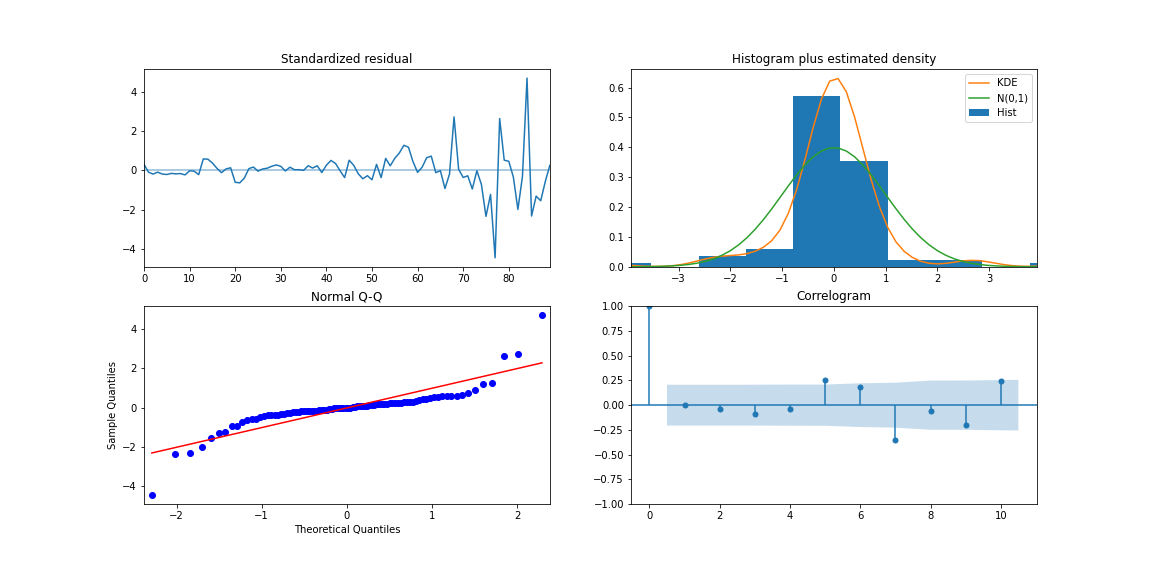 Standardized residual
4
2
0
−2
−4
0 10 20 30 40 50 60 70 80
Histogram plus estimated density
KDE
N(0,1)
Hist
0.6
0.5
0.4
0.3
0.2
0.1
0.0
−3 −2 −1 0 1 2 3
Normal Q-Q
Sample Quantiles
4
2
0
−2
−4
−2 −1 0 1 2
Theoretical Quantiles
Correlogram
1.00
0.75
0.50
0.25
0.00
−0.25
−0.50
−0.75
−1.00
0 2 4 6 8 10